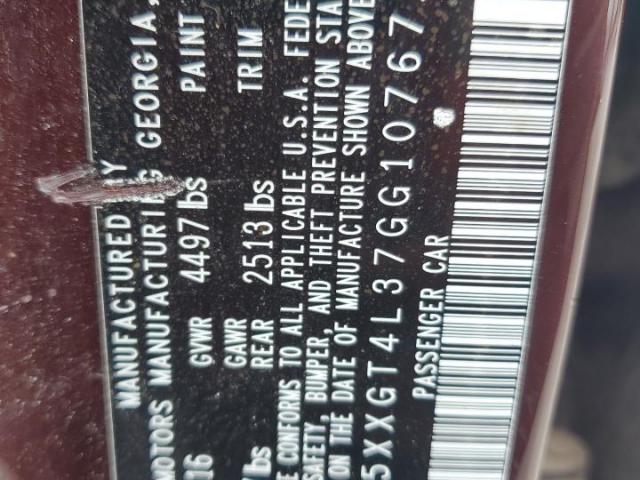 MANUFACTURED BY
MOTORS MANUFACTURING GEORGIA,
16 GVWR 4497 lbs PAINT
GAWR
lbs REAR 2513 lbs TRIM
CONFORMS TO ALL APPLICABLE U.S.A. FEDE
SAFETY, BUMPER, AND THEFT PREVENTION STA
ON THE DATE OF MANUFACTURE SHOWN ABOVE
5XXGT4L37GG10767
PASSENGER CAR